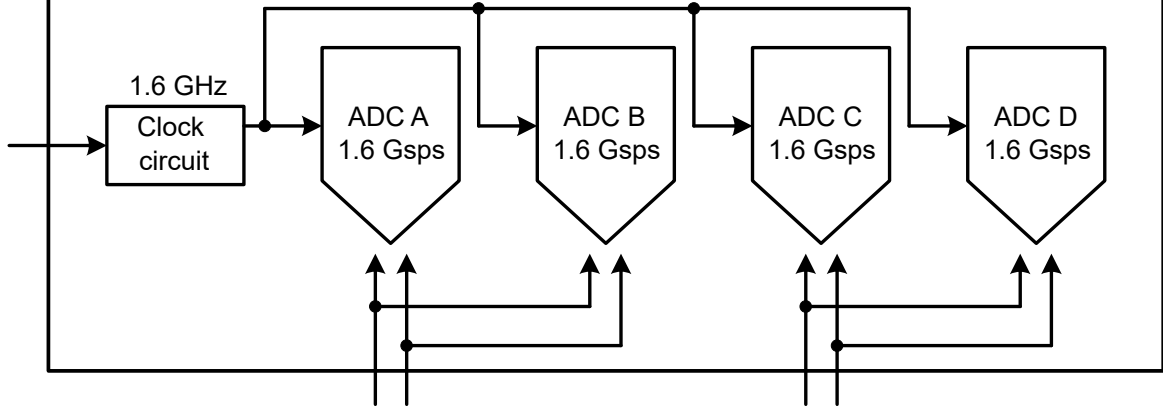 1.6 GHz
Clock
circuit
ADC A
1.6 Gsps
ADC B
1.6 Gsps
ADC C
1.6 Gsps
ADC D
1.6 Gsps